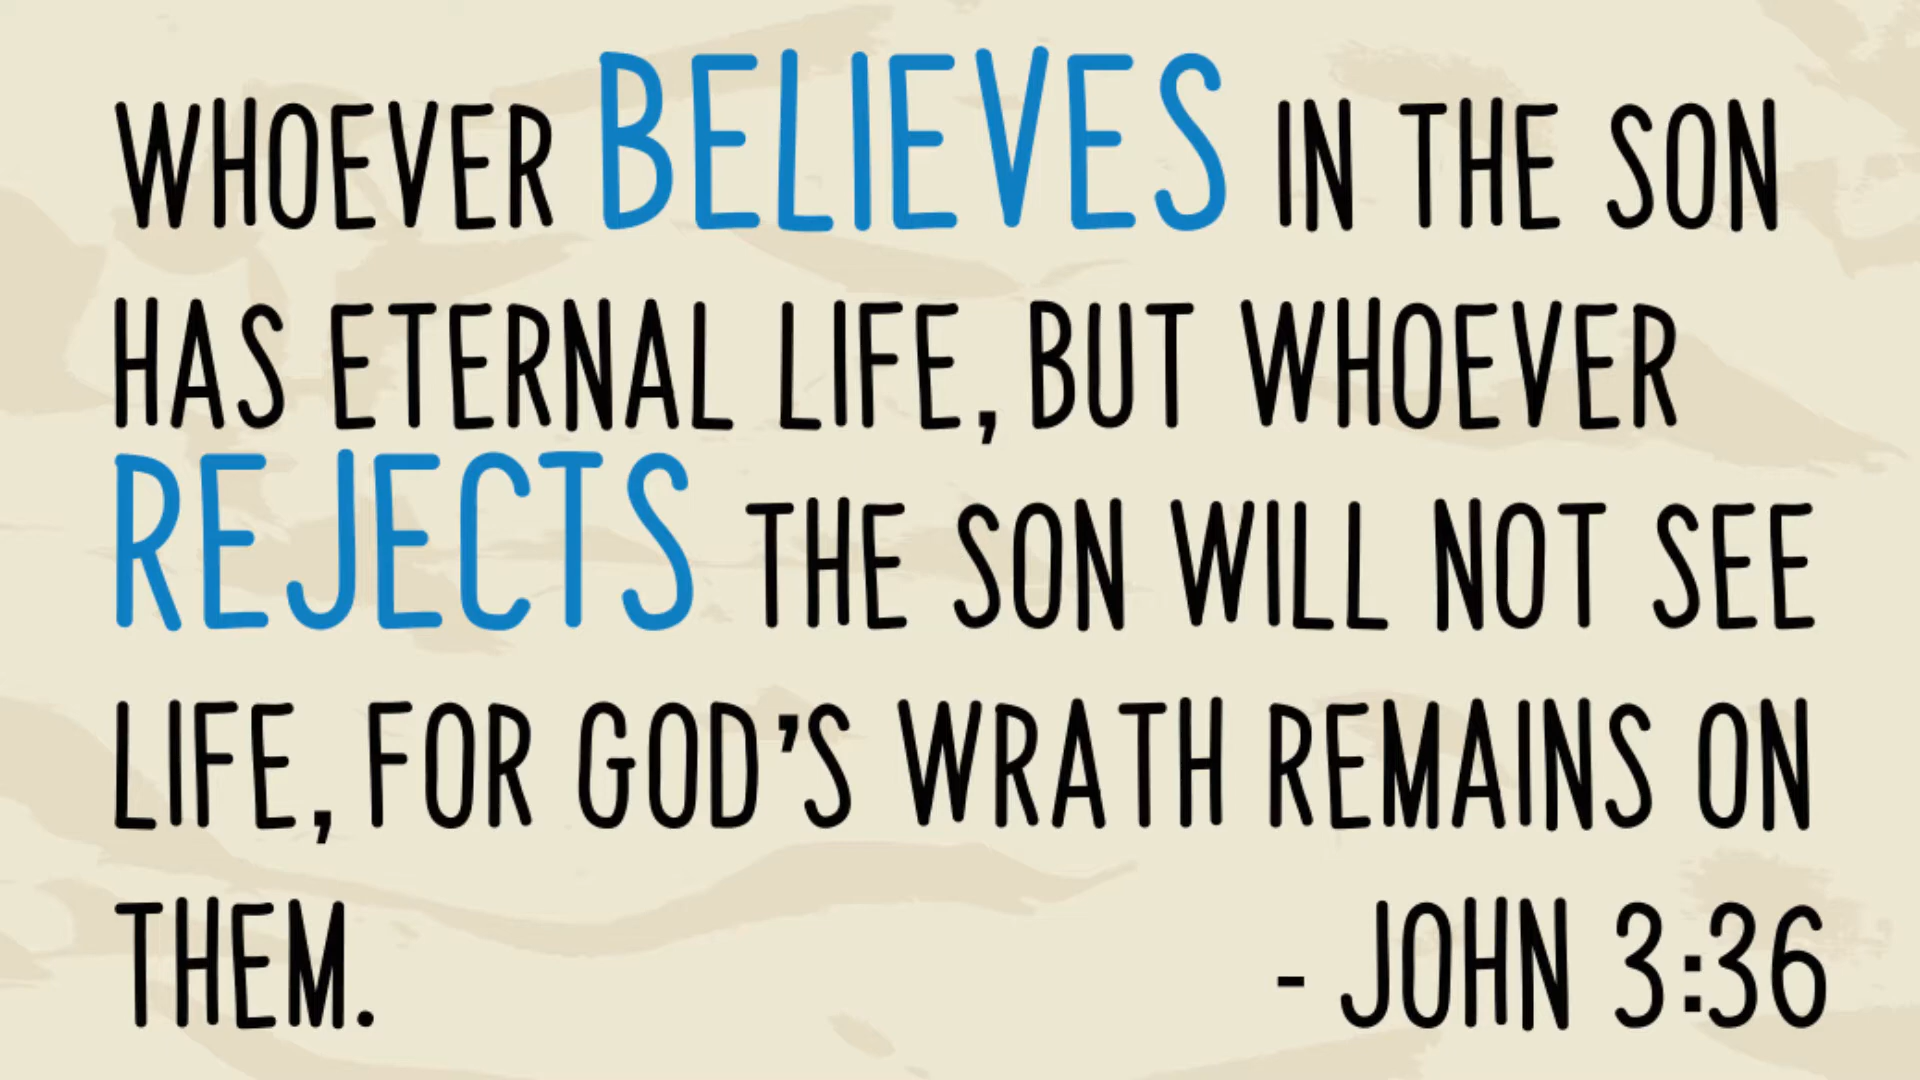 WHOEVER BELIEVES IN THE SON
HAS ETERNAL LIFE, BUT WHOEVER
REJECTS THE SON WILL NOT SEE
LIFE, FOR GOD'S WRATH REMAINS ON
THEM. - JOHN 3:36